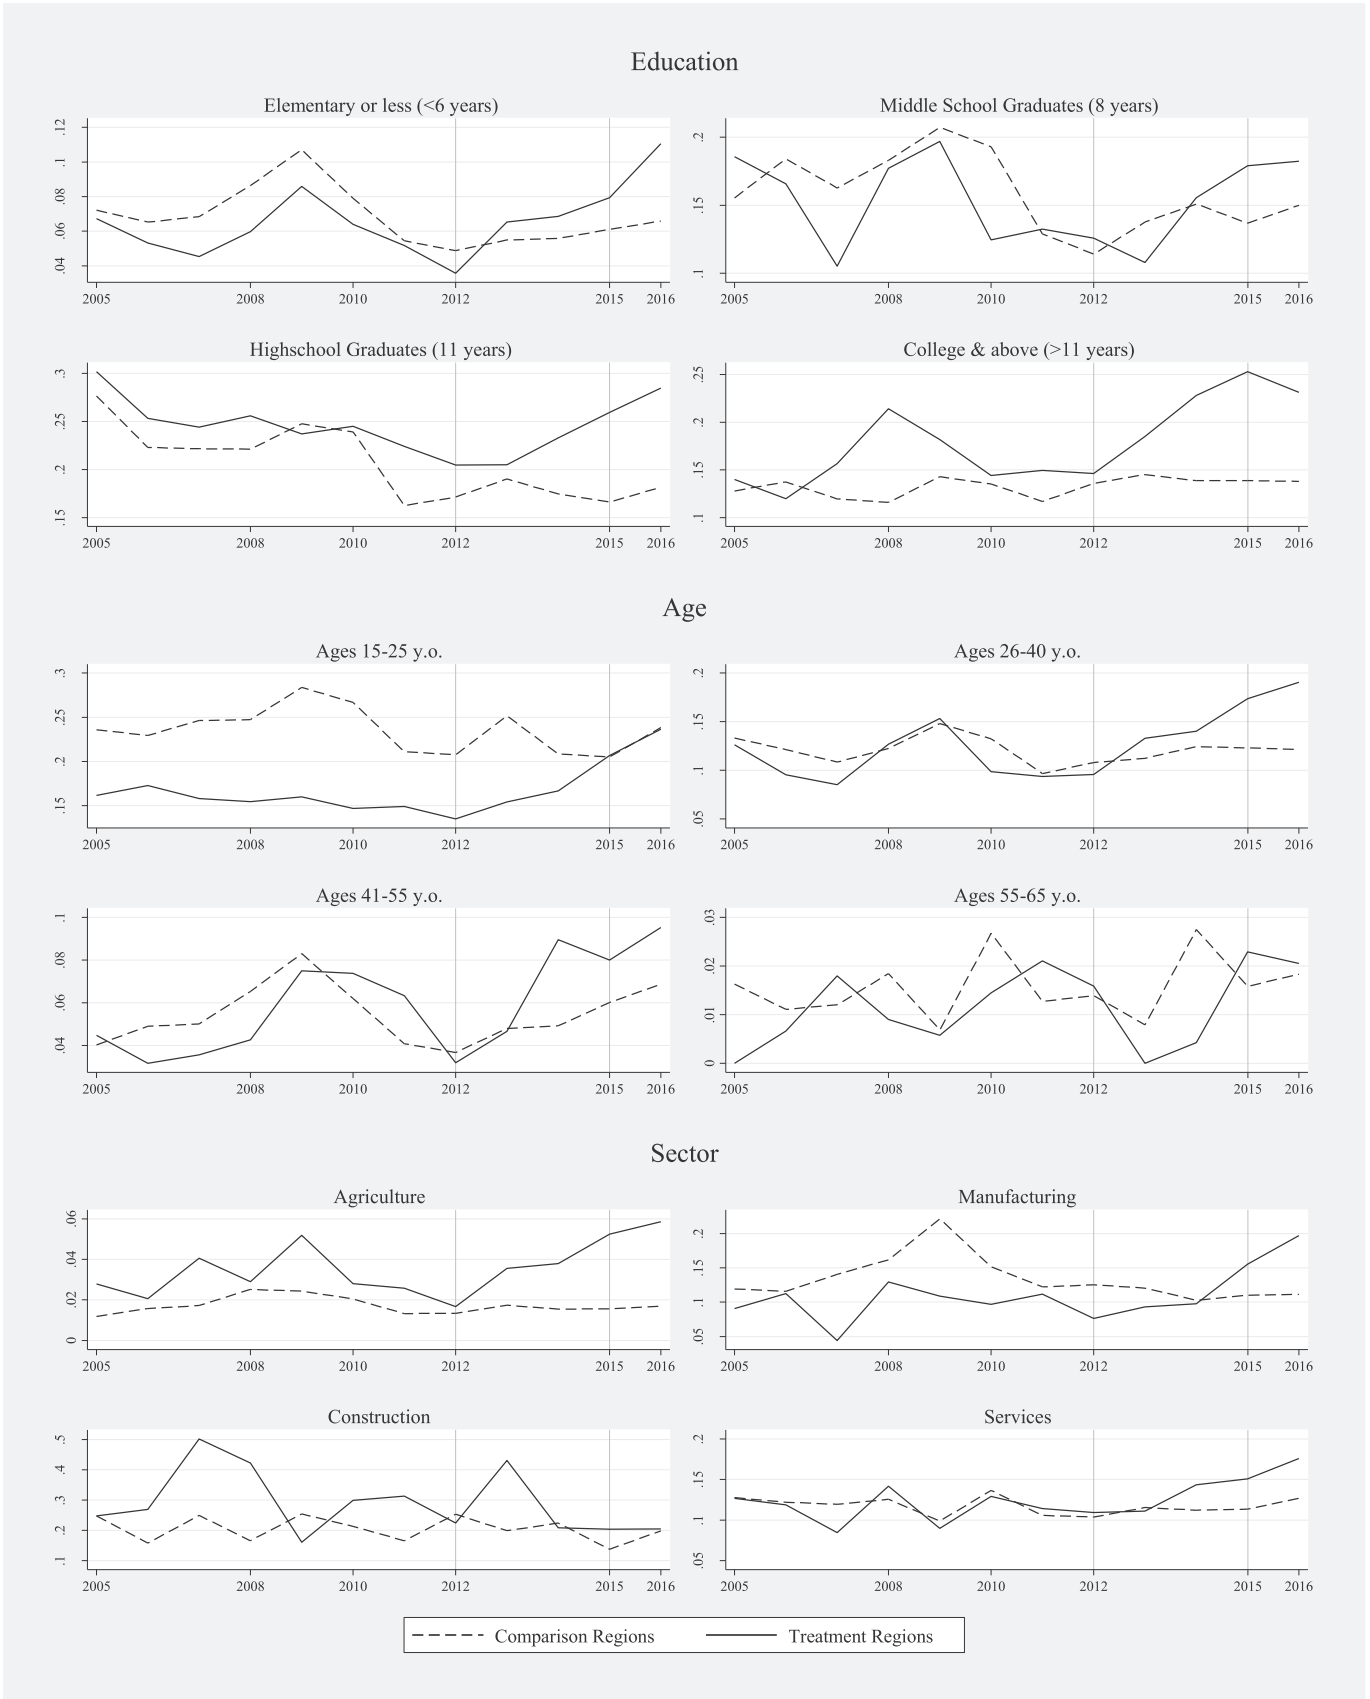 Education
Elementary or less (<6 years)
.12
.1
.08
.06
.04
2005 2008 2010 2012 2015 2016
Middle School Graduates (8 years)
.2
.15
.1
2005 2008 2010 2012 2015 2016
Highschool Graduates (11 years)
.3
.25
.2
.15
2005 2008 2010 2012 2015 2016
College & above (>11 years)
.25
.2
.15
.1
2005 2008 2010 2012 2015 2016
Age
Ages 15-25 y.o.
.3
.25
.2
.15
2005 2008 2010 2012 2015 2016
Ages 26-40 y.o.
.2
.15
.1
.05
2005 2008 2010 2012 2015 2016
Ages 41-55 y.o.
.1
.08
.06
.04
2005 2008 2010 2012 2015 2016
Ages 55-65 y.o.
.03
.02
.01
0
2005 2008 2010 2012 2015 2016
Sector
Agriculture
.06
.04
.02
0
2005 2008 2010 2012 2015 2016
Manufacturing
.2
.15
.1
.05
2005 2008 2010 2012 2015 2016
Construction
.5
.4
.3
.2
.1
2005 2008 2010 2012 2015 2016
Services
.2
.15
.1
.05
2005 2008 2010 2012 2015 2016
Comparison Regions Treatment Regions